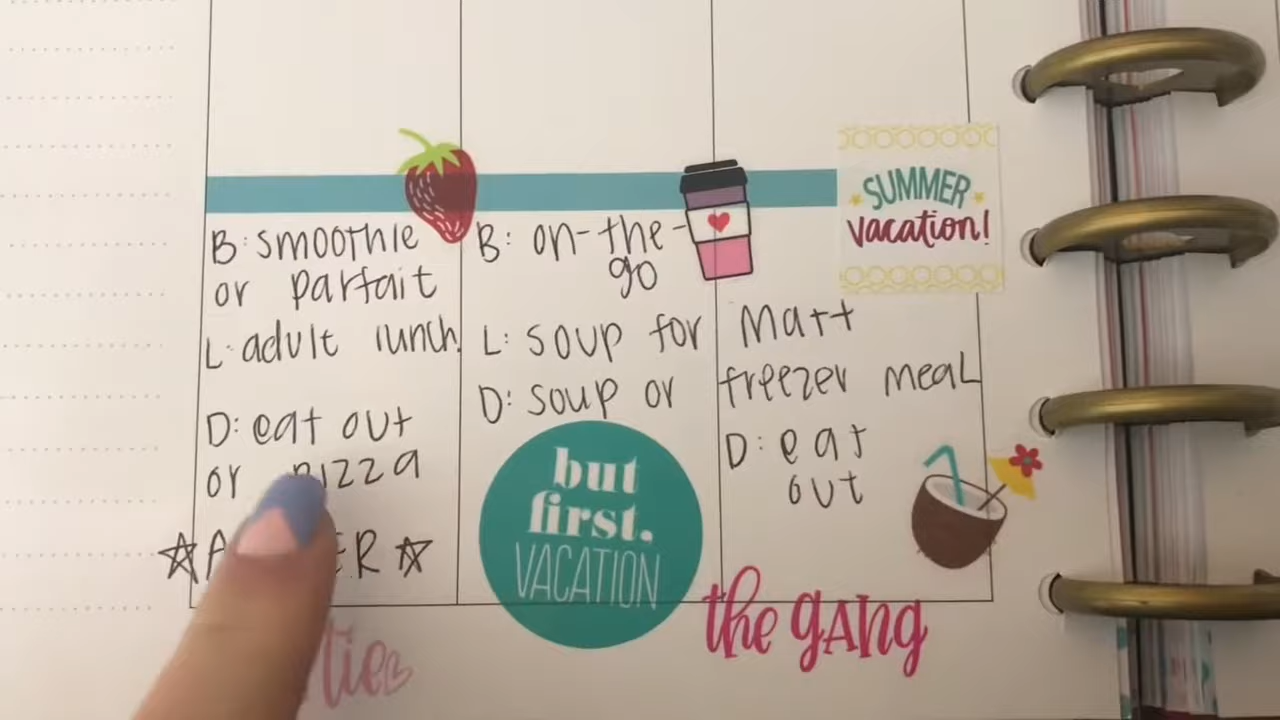 SUMMER
vacation!
B: smoothie
or parfait
L: adult lunch
D: eat out
or pizza
B: on-the-
go
L: soup for Matt
D: soup or freezer meal
D: eat
out
but
first.
VACATION
the gang